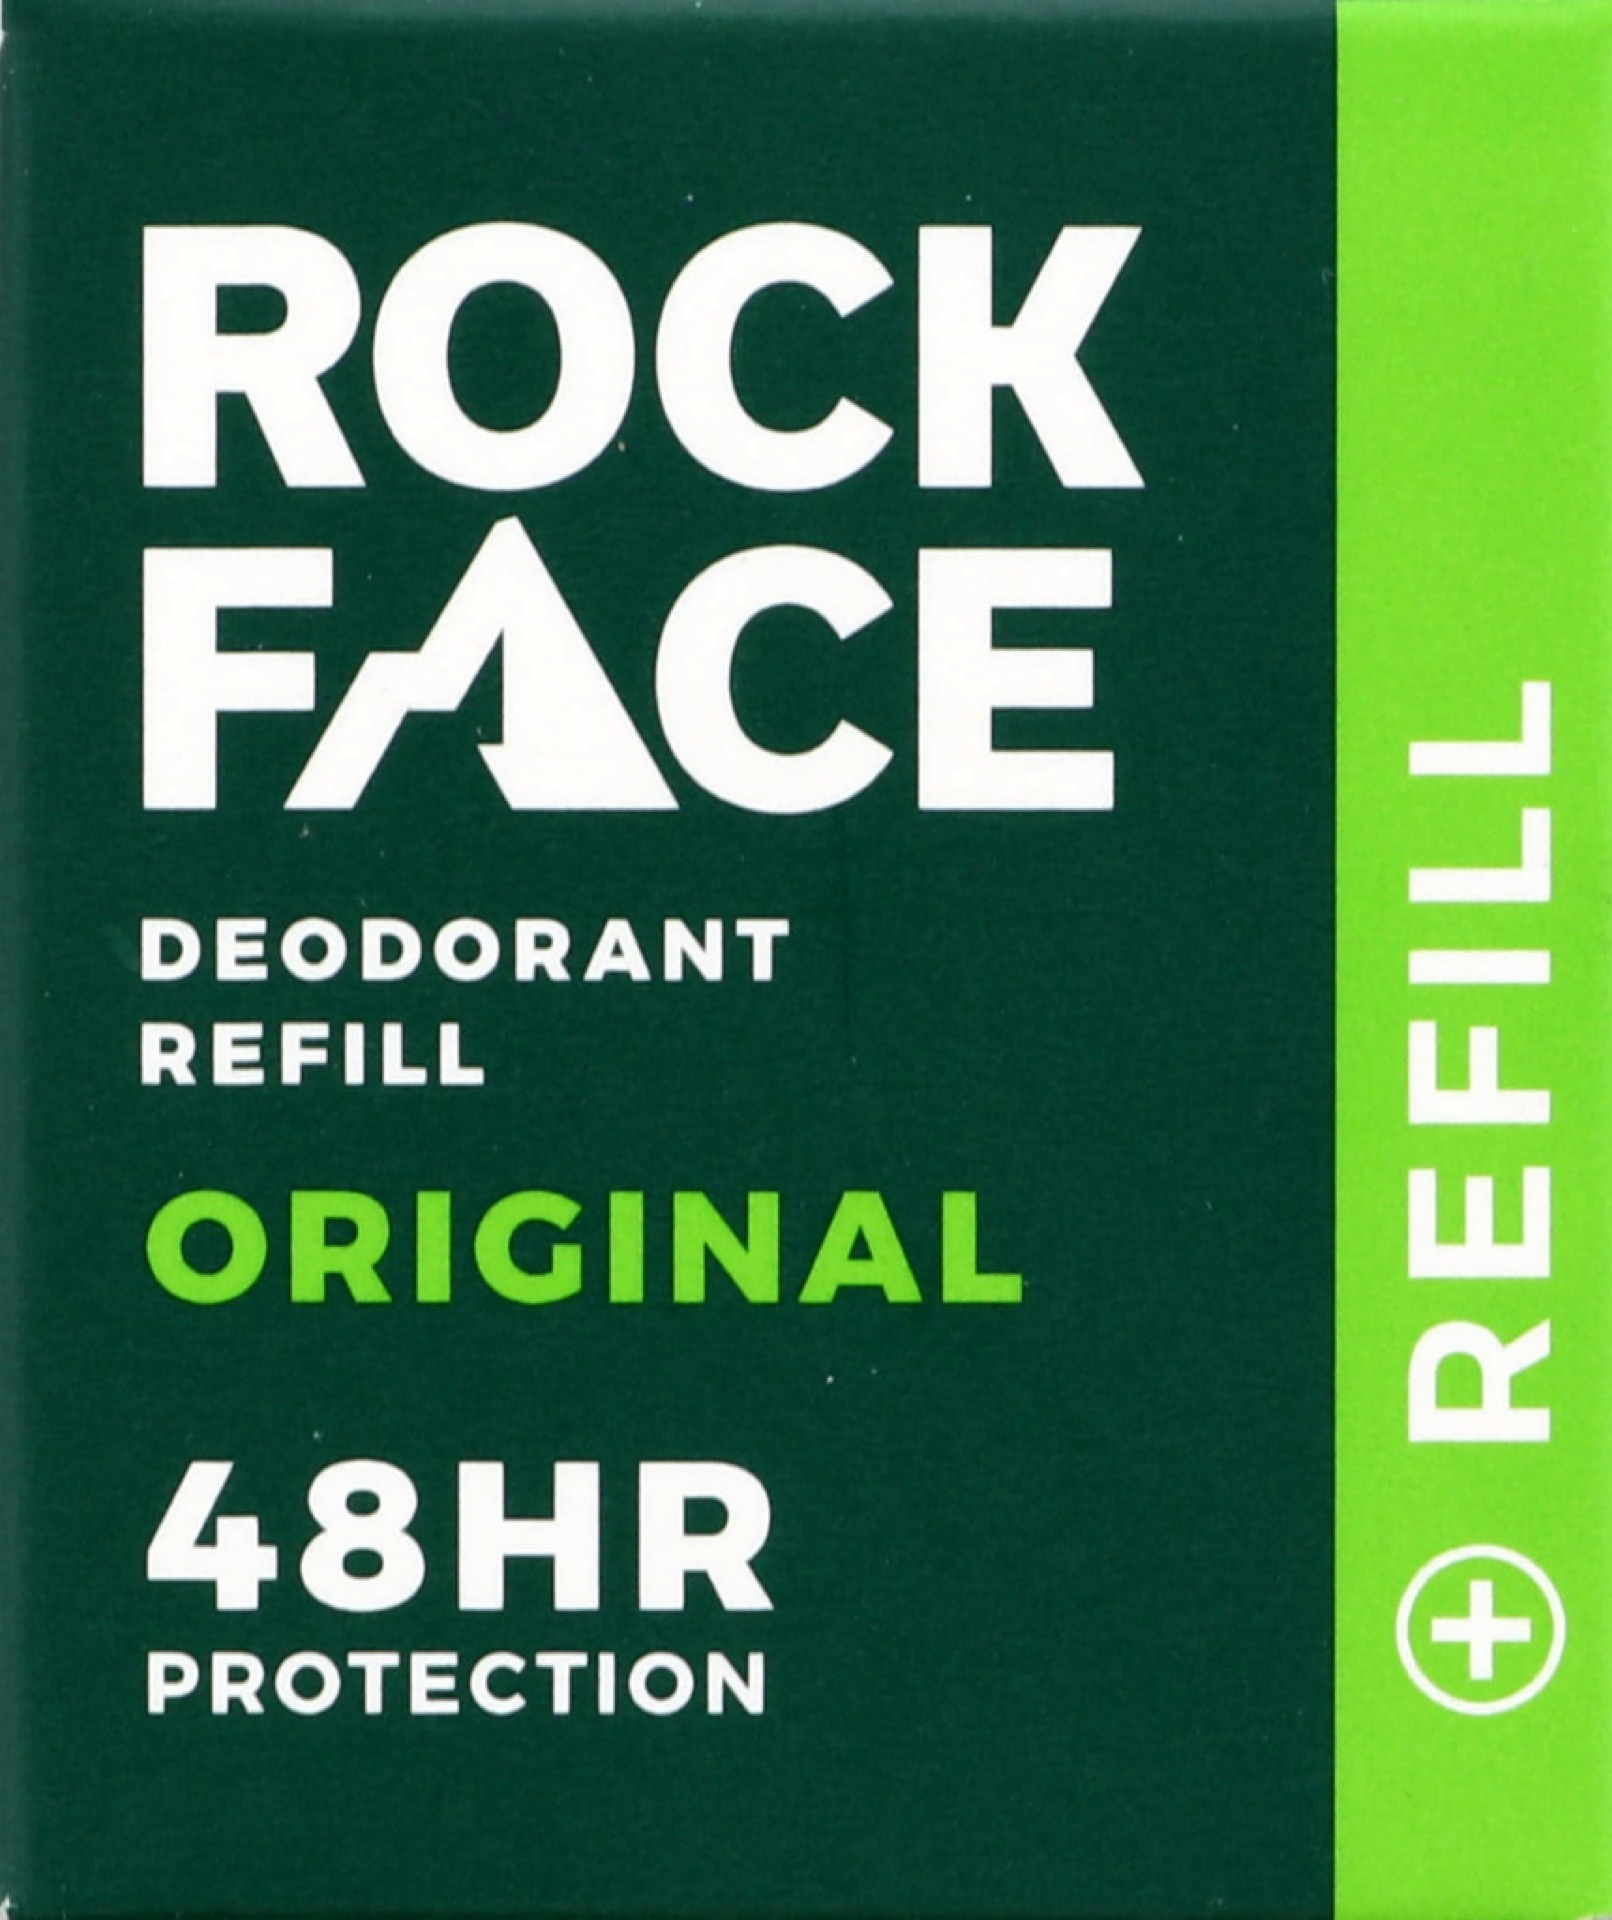 ROCK
FACE
DEODORANT
REFILL
ORIGINAL
48HR
PROTECTION
REFILL